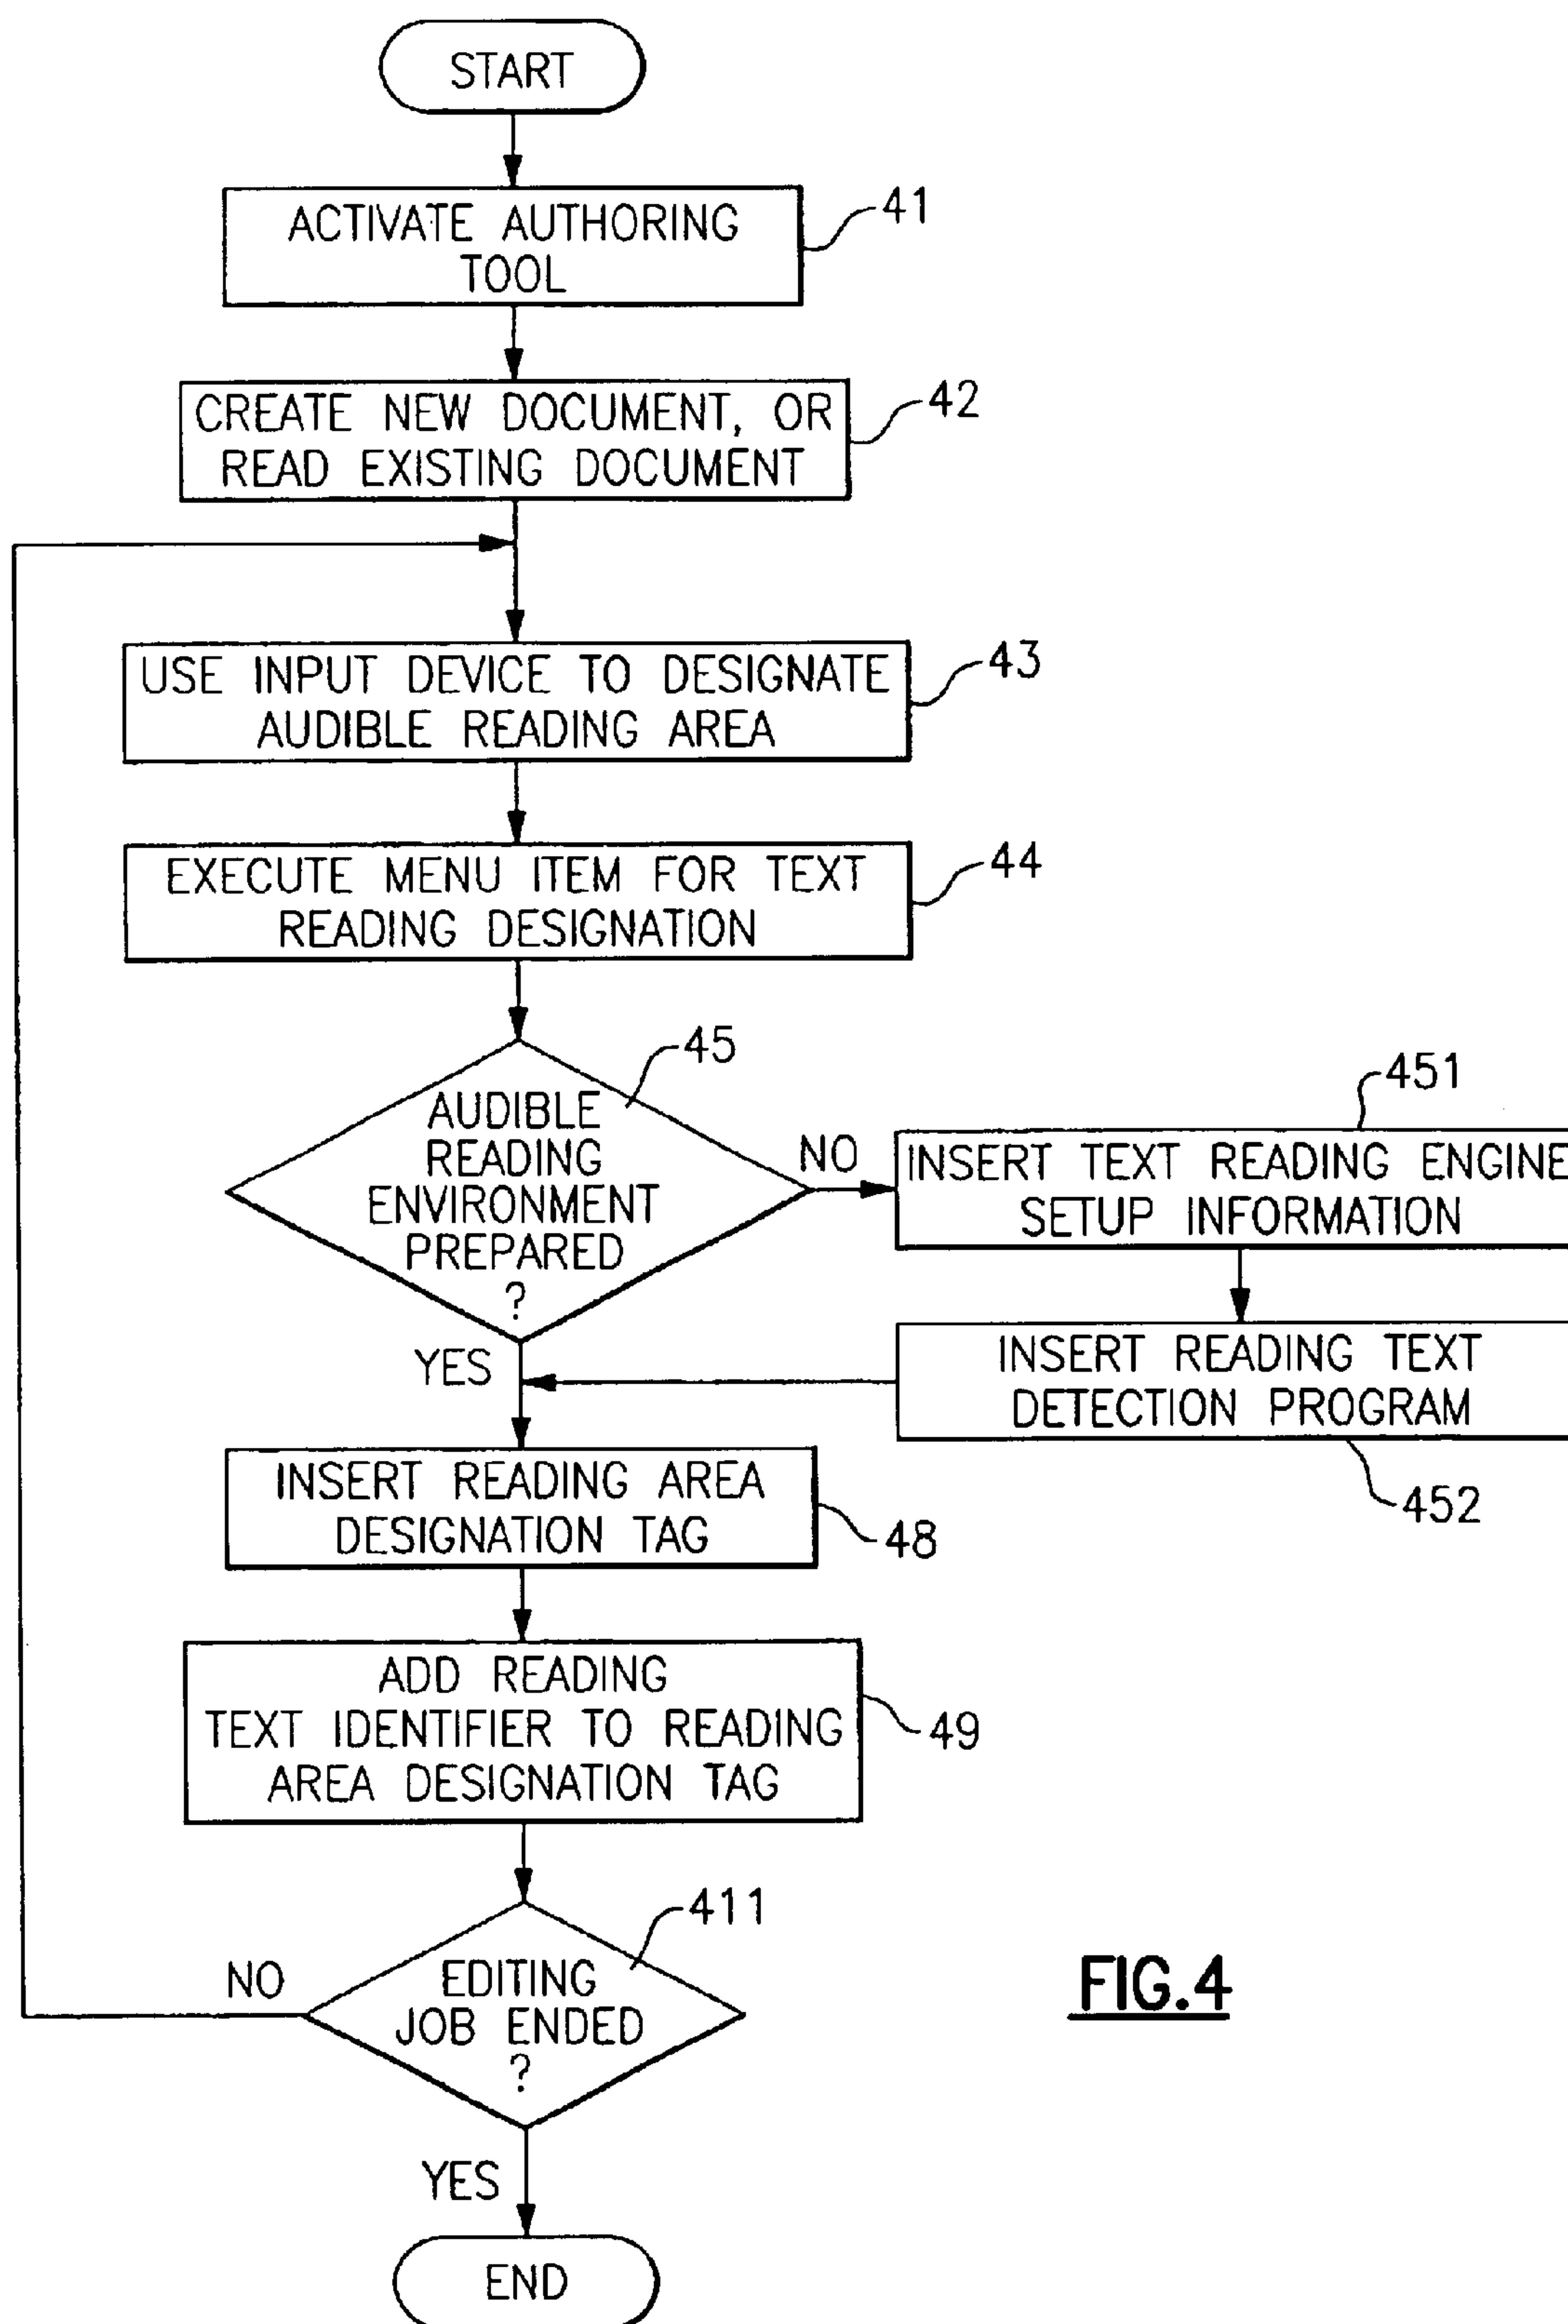 START
ACTIVATE AUTHORING
TOOL
41
CREATE NEW DOCUMENT, OR
READ EXISTING DOCUMENT
42
USE INPUT DEVICE TO DESIGNATE
AUDIBLE READING AREA
43
EXECUTE MENU ITEM FOR TEXT
READING DESIGNATION
44
AUDIBLE
READING
ENVIRONMENT
PREPARED
?
45
NO
451
INSERT TEXT READING ENGINE
SETUP INFORMATION
INSERT READING TEXT
DETECTION PROGRAM
452
YES
INSERT READING AREA
DESIGNATION TAG
48
ADD READING
TEXT IDENTIFIER TO READING
AREA DESIGNATION TAG
49
411
EDITING
JOB ENDED
?
NO
YES
END
FIG.4